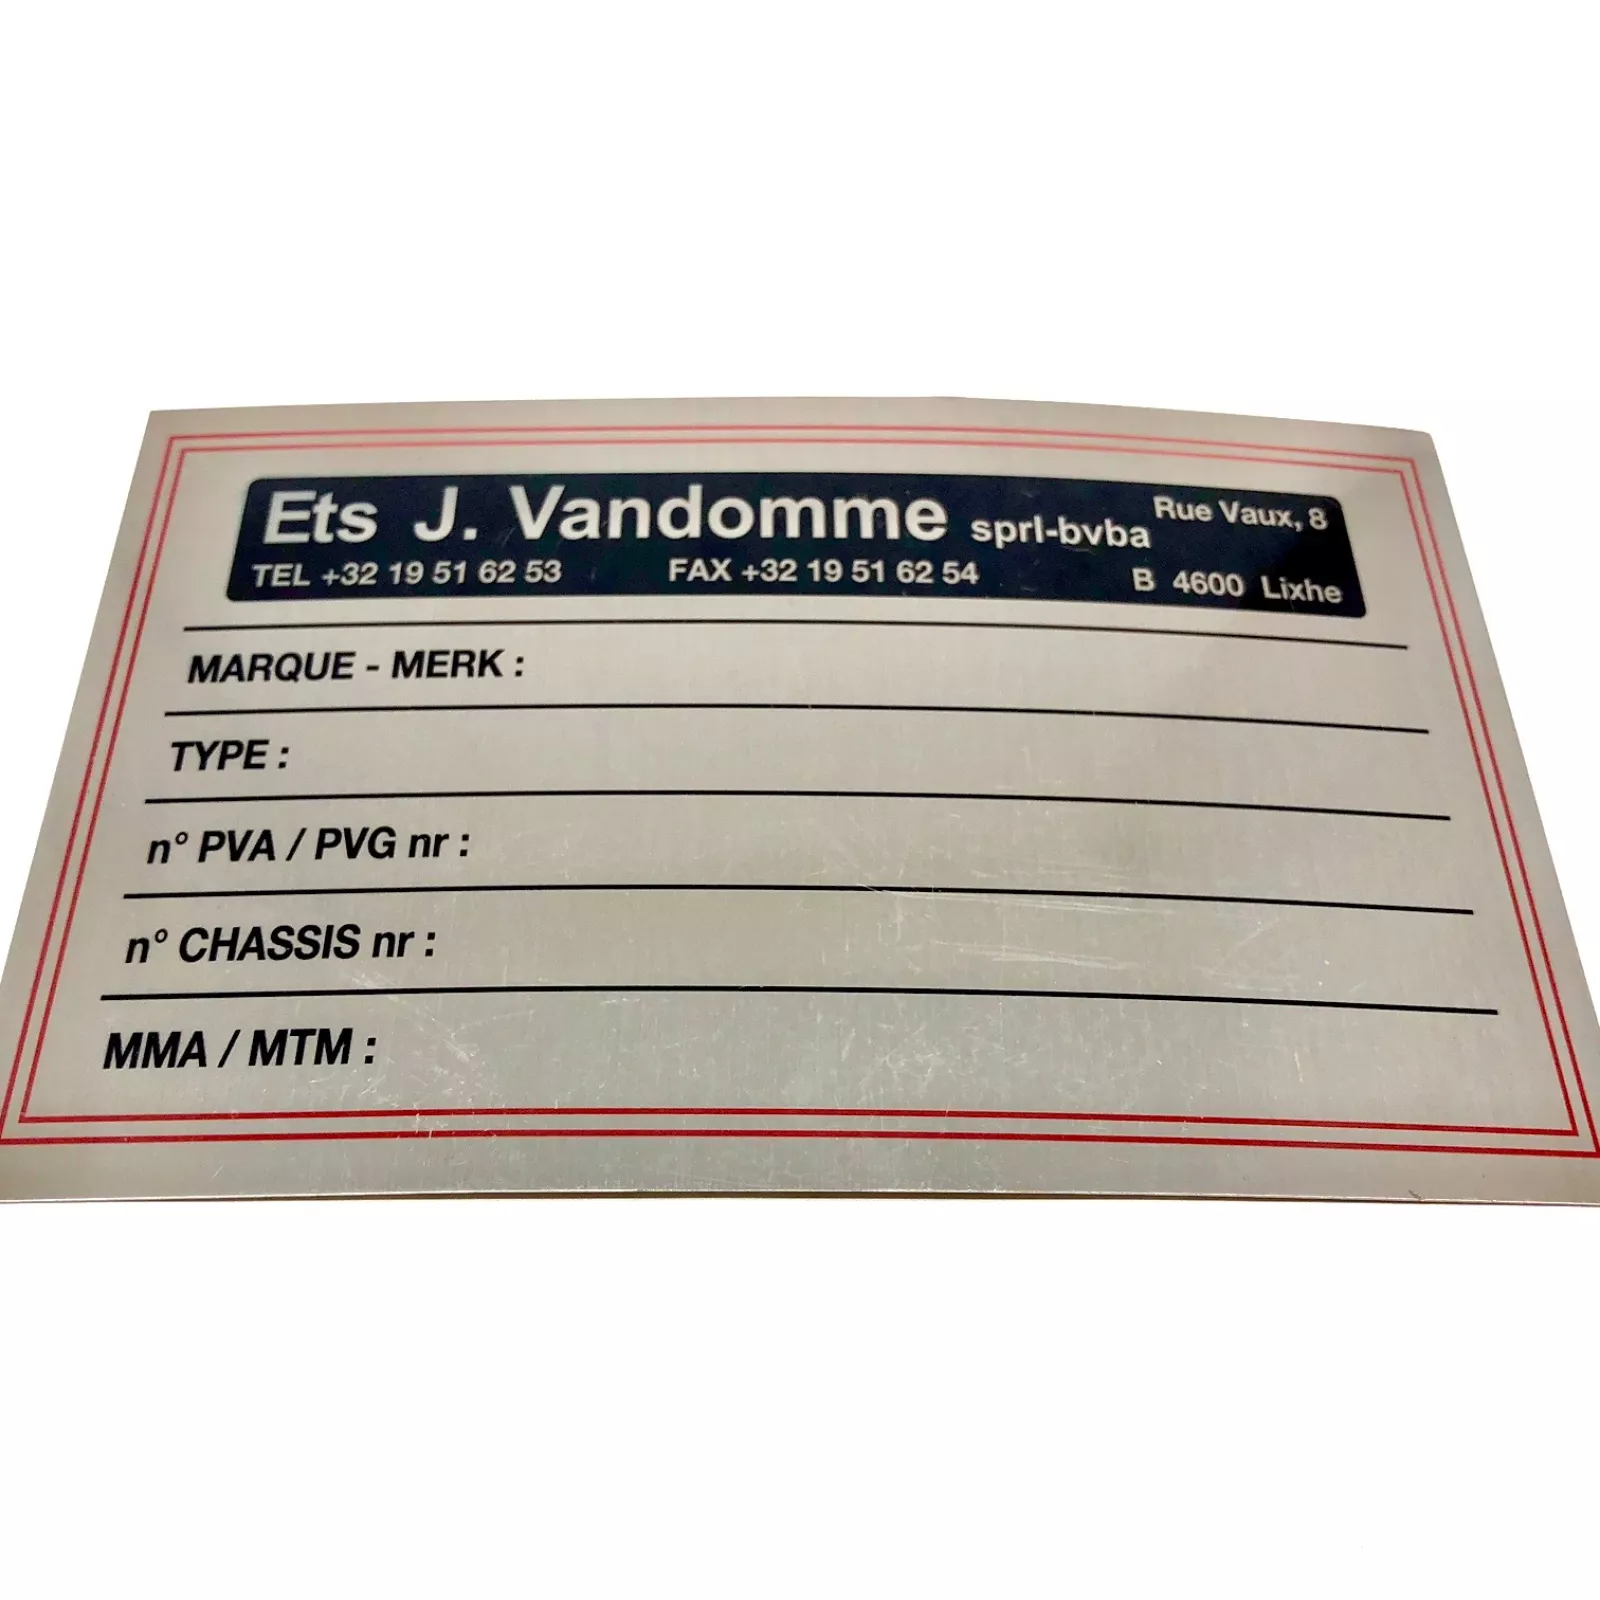 Ets J. Vandomme sprl-bvba Rue Vaux, 8
TEL +32 19 51 62 53 FAX +32 19 51 62 54 B 4600 Lixhe
MARQUE - MERK :
TYPE :
n° PVA / PVG nr :
n° CHASSIS nr :
MMA / MTM :